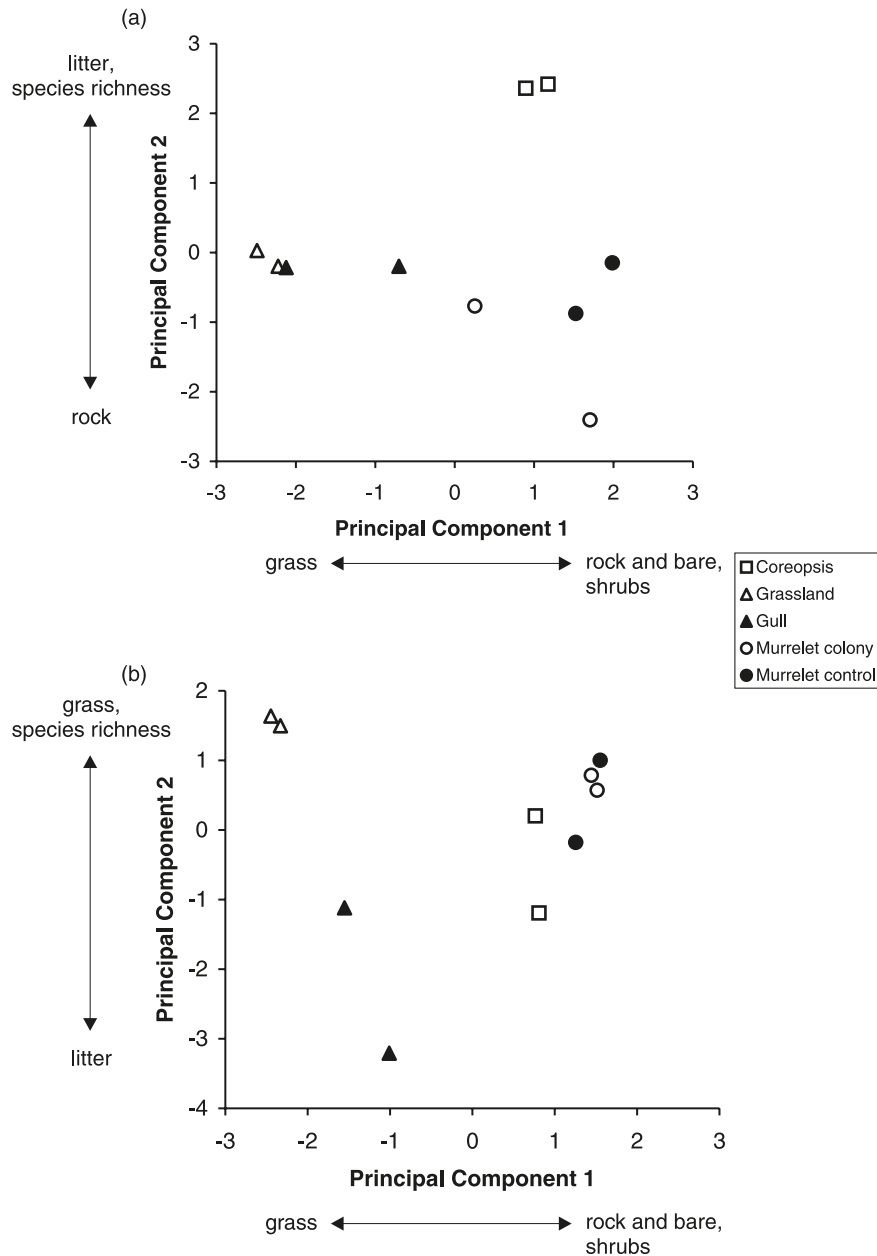 (a)
litter,
species richness
rock
Principal Component 2
3
2
1
0
-1
-2
-3
-3 -2 -1 0 1 2 3
Principal Component 1
grass
rock and bare,
shrubs
Coreopsis
Grassland
Gull
Murrelet colony
Murrelet control
(b)
grass,
species richness
litter
Principal Component 2
2
1
0
-1
-2
-3
-4
-3 -2 -1 0 1 2 3
Principal Component 1
grass
rock and bare,
shrubs